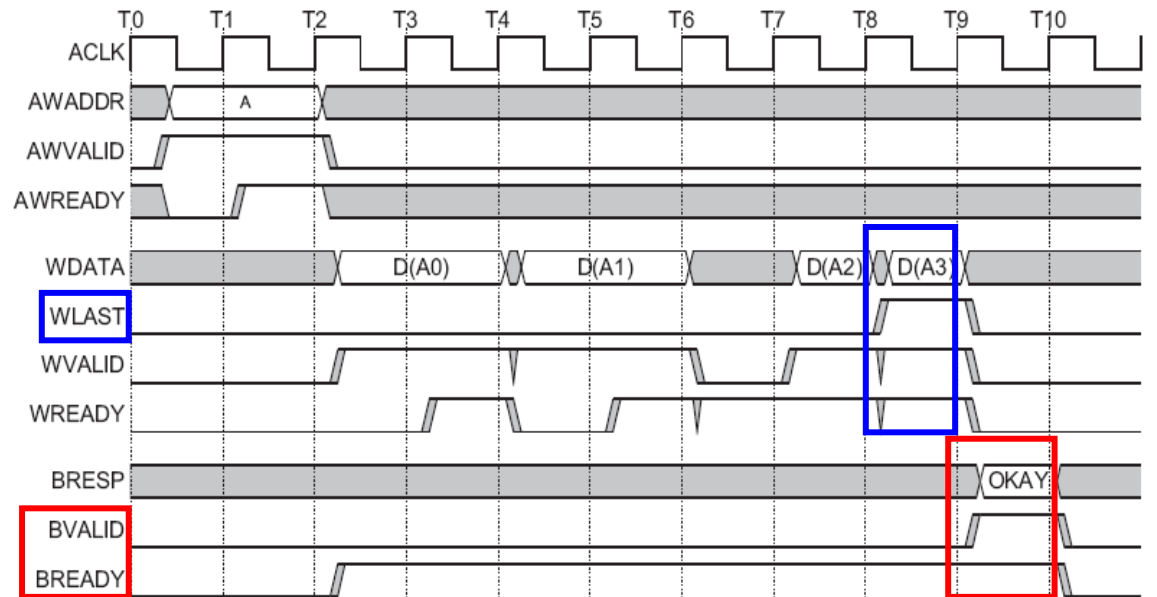 T0 T1 T2 T3 T4 T5 T6 T7 T8 T9 T10
ACLK
AWADDR A
AWVALID
AWREADY
WDATA D(A0) D(A1) D(A2) D(A3)
WLAST
WVALID
WREADY
BRESP OKAY
BVALID
BREADY